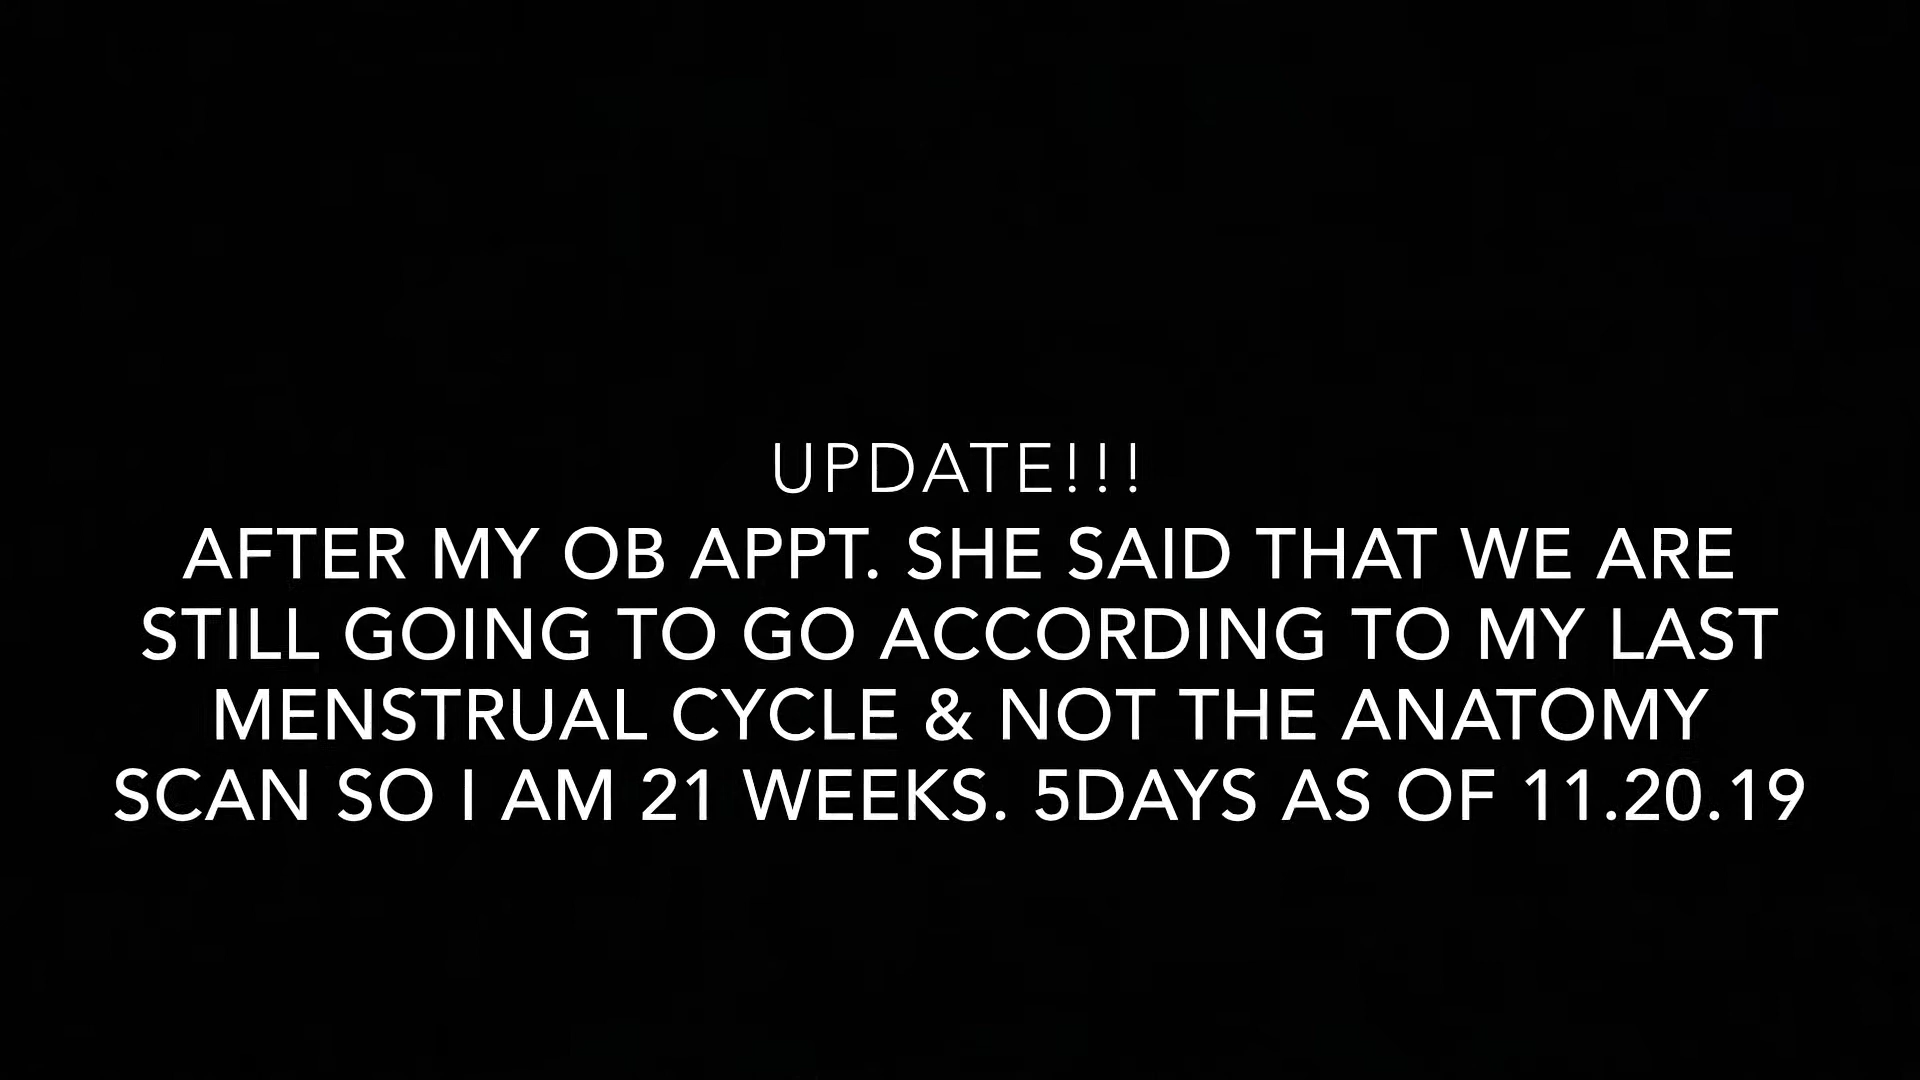 UPDATE!!!
AFTER MY OB APPT. SHE SAID THAT WE ARE
STILL GOING TO GO ACCORDING TO MY LAST
MENSTRUAL CYCLE & NOT THE ANATOMY
SCAN SO I AM 21 WEEKS. 5DAYS AS OF 11.20.19